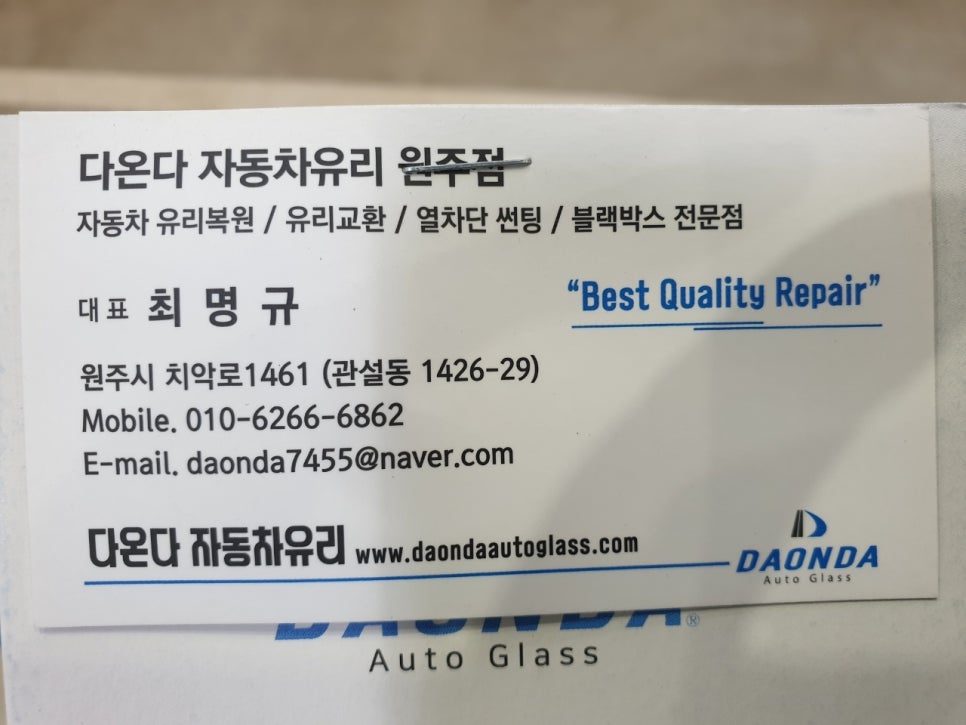 다온다 자동차유리 원주점
자동차 유리복원 / 유리교환 / 열차단 썬팅 / 블랙박스 전문점
대표 최명규
"Best Quality Repair"
원주시 치악로1461 (관설동 1426-29)
Mobile. 010-6266-6862
E-mail. daonda7455@naver.com
다온다 자동차유리 www.daondaautoglass.com
DAONDA
Auto Glass
DAONDA®
Auto Glass